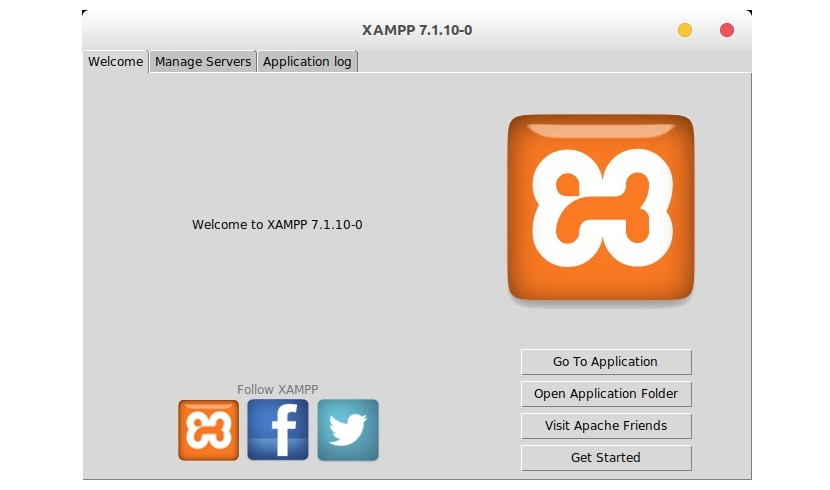 XAMPP 7.1.10-0
Welcome
Manage Servers
Application log
Welcome to XAMPP 7.1.10-0
Follow XAMPP
Go To Application
Open Application Folder
Visit Apache Friends
Get Started